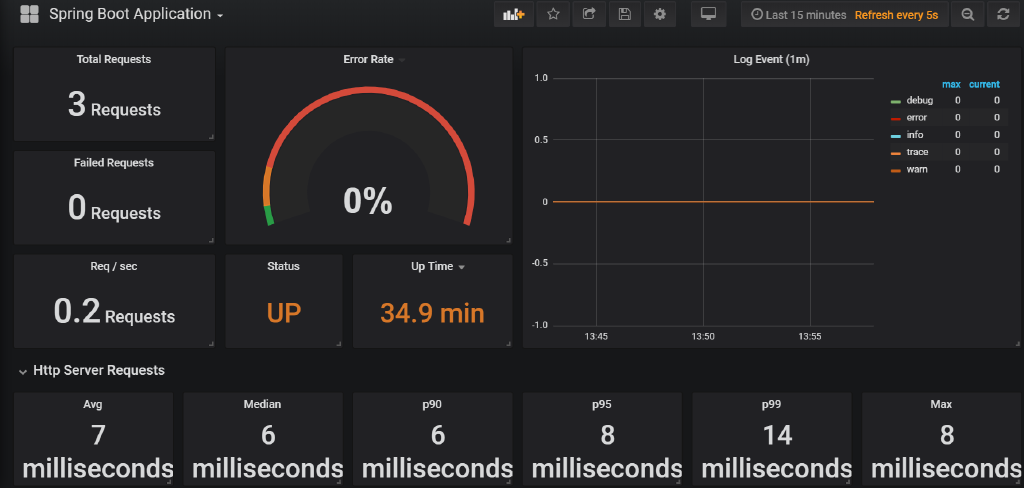 Spring Boot Application
Last 15 minutes Refresh every 5s
Total Requests
3 Requests
Failed Requests
0 Requests
Error Rate
0%
Log Event (1m)
1.0
0.5
0
-0.5
-1.0
13:45 13:50 13:55
max current
debug 0 0
error 0 0
info 0 0
trace 0 0
warn 0 0
Req / sec
0.2 Requests
Status
UP
Up Time
34.9 min
Http Server Requests
Avg
7
milliseconds
Median
6
milliseconds
p90
6
milliseconds
p95
8
milliseconds
p99
14
milliseconds
Max
8
milliseconds